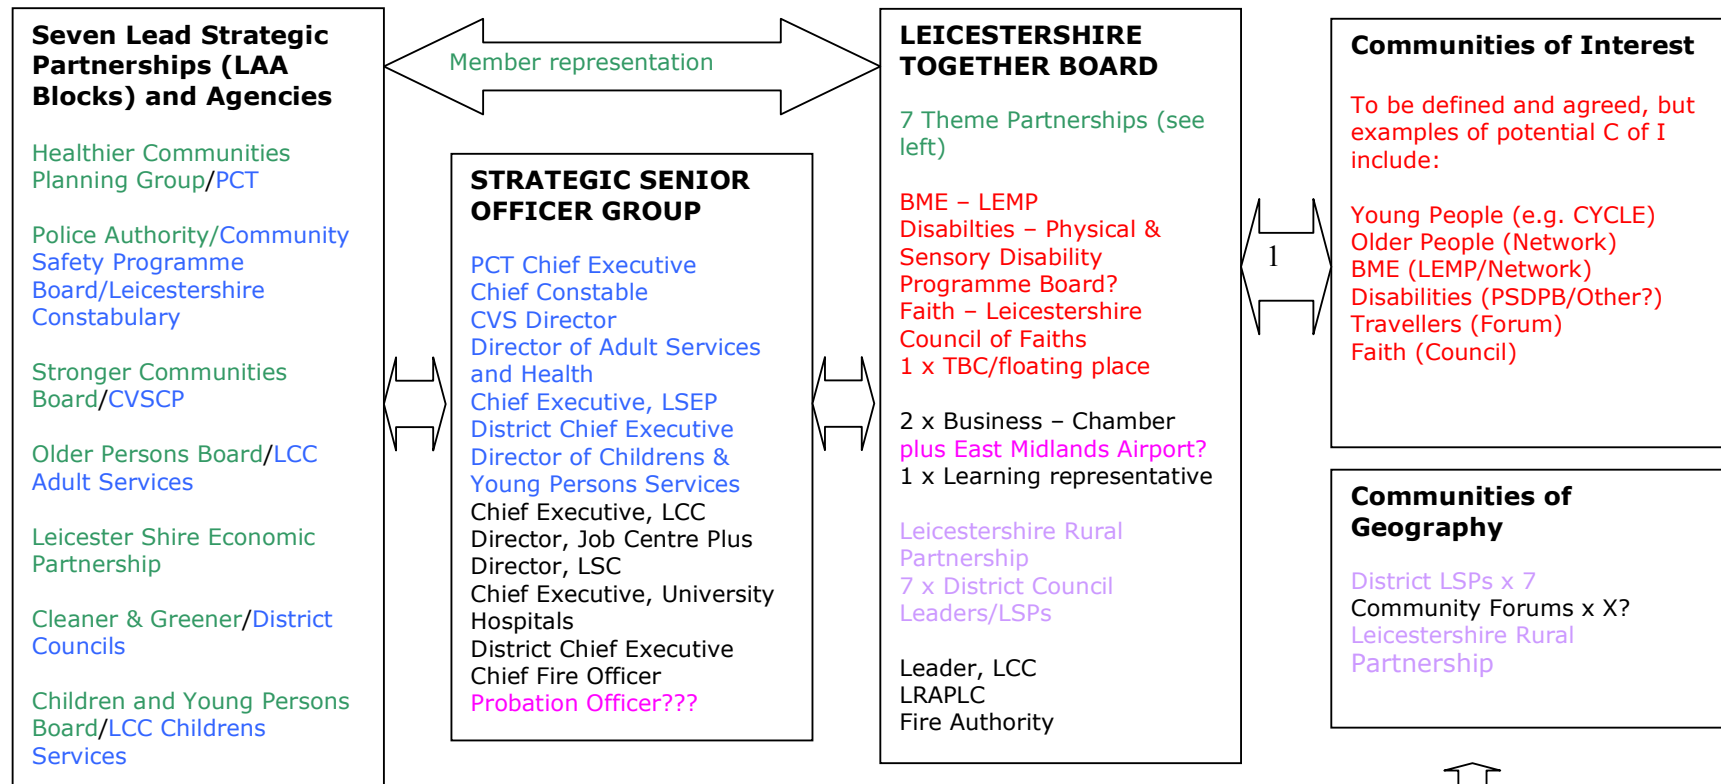 Seven Lead Strategic
Partnerships (LAA
Blocks) and Agencies
Healthier Communities
Planning Group/PCT
Police Authority/Community
Safety Programme
Board/Leicestershire
Constabulary
Stronger Communities
Board/CVSCP
Older Persons Board/LCC
Adult Services
Leicester Shire Economic
Partnership
Cleaner & Greener/District
Councils
Children and Young Persons
Board/LCC Childrens
Services
Member representation
STRATEGIC SENIOR
OFFICER GROUP
PCT Chief Executive
Chief Constable
CVS Director
Director of Adult Services
and Health
Chief Executive, LSEP
District Chief Executive
Director of Childrens &
Young Persons Services
Chief Executive, LCC
Director, Job Centre Plus
Director, LSC
Chief Executive, University
Hospitals
District Chief Executive
Chief Fire Officer
Probation Officer???
LEICESTERSHIRE
TOGETHER BOARD
7 Theme Partnerships (see
left)
BME – LEMP
Disabilties – Physical &
Sensory Disability
Programme Board?
Faith – Leicestershire
Council of Faiths
1 x TBC/floating place
2 x Business – Chamber
plus East Midlands Airport?
1 x Learning representative
Leicestershire Rural
Partnership
7 x District Council
Leaders/LSPs
Leader, LCC
LRAPLC
Fire Authority
1
Communities of Interest
To be defined and agreed, but
examples of potential C of I
include:
Young People (e.g. CYCLE)
Older People (Network)
BME (LEMP/Network)
Disabilities (PSDPB/Other?)
Travellers (Forum)
Faith (Council)
Communities of
Geography
District LSPs x 7
Community Forums x X?
Leicestershire Rural
Partnership